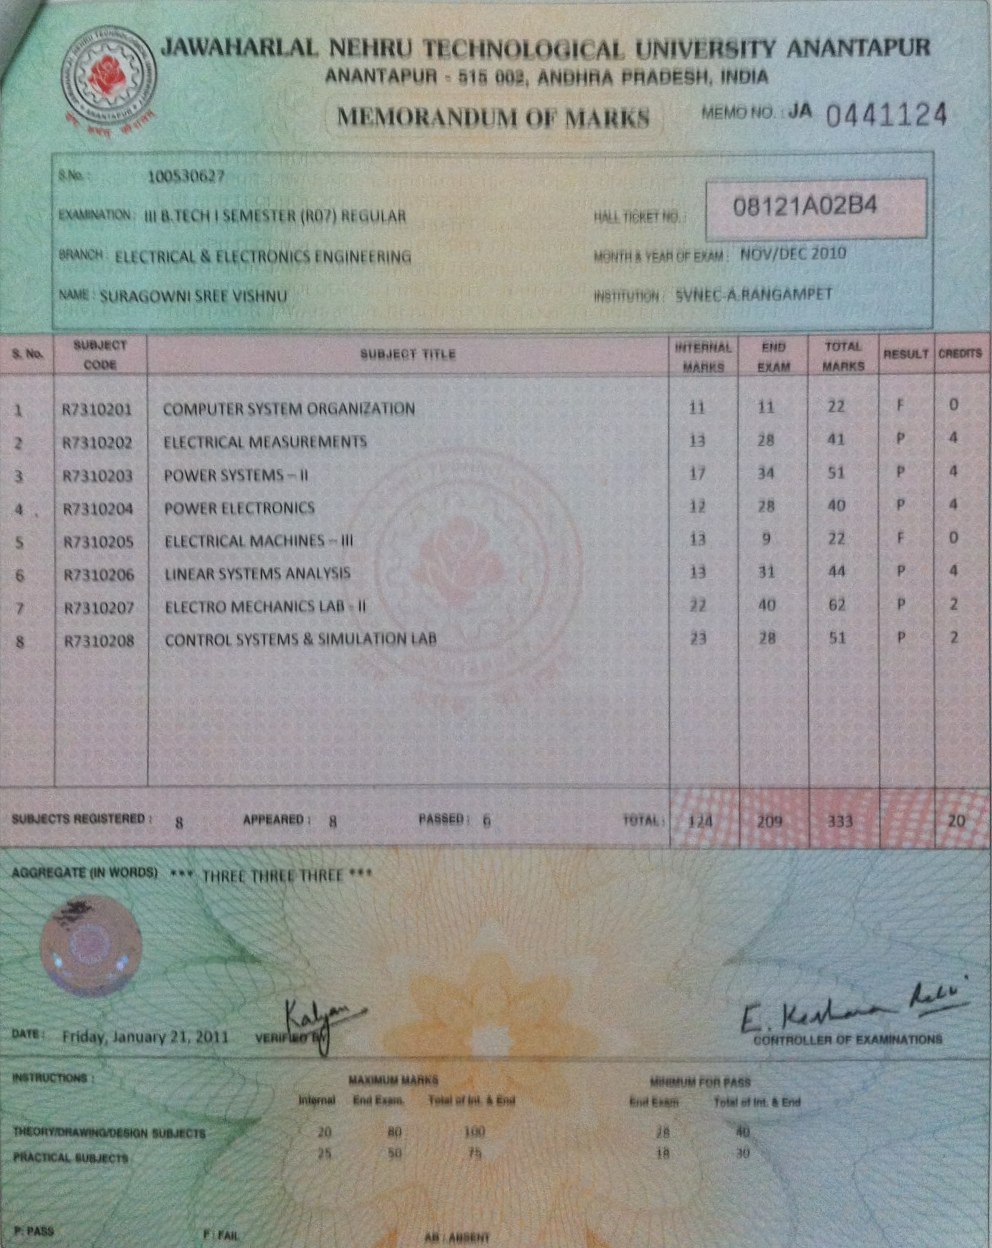 JAWAHARLAL NEHRU TECHNOLOGICAL UNIVERSITY ANANTAPUR
ANANTAPUR - 515 002, ANDHRA PRADESH, INDIA
MEMORANDUM OF MARKS
MEMO NO. : JA 0441124
S.No. : 100530627
EXAMINATION : III B.TECH I SEMESTER (R07) REGULAR
HALL TICKET NO. : 08121A02B4
BRANCH : ELECTRICAL & ELECTRONICS ENGINEERING
MONTH & YEAR OF EXAM : NOV/DEC 2010
NAME : SURAGOWNI SREE VISHNU
INSTITUTION : SVNEC-A.RANGAMPET
S. No. SUBJECT CODE SUBJECT TITLE INTERNAL MARKS END EXAM TOTAL MARKS RESULT CREDITS
1 R7310201 COMPUTER SYSTEM ORGANIZATION 11 11 22 F 0
2 R7310202 ELECTRICAL MEASUREMENTS 13 28 41 P 4
3 R7310203 POWER SYSTEMS – II 17 34 51 P 4
4 R7310204 POWER ELECTRONICS 12 28 40 P 4
5 R7310205 ELECTRICAL MACHINES – III 13 9 22 F 0
6 R7310206 LINEAR SYSTEMS ANALYSIS 13 31 44 P 4
7 R7310207 ELECTRO MECHANICS LAB - II 22 40 62 P 2
8 R7310208 CONTROL SYSTEMS & SIMULATION LAB 23 28 51 P 2
SUBJECTS REGISTERED : 8 APPEARED : 8 PASSED : 6 TOTAL : 124 209 333 20
AGGREGATE (IN WORDS) *** THREE THREE THREE ***
Kalyan
E. Keshava Reddi
DATE : Friday, January 21, 2011 VERIFIED BY
CONTROLLER OF EXAMINATIONS
INSTRUCTIONS : MAXIMUM MARKS MINIMUM FOR PASS
Internal End Exam. Total of Int. & End End Exam Total of Int. & End
THEORY/DRAWING/DESIGN SUBJECTS 20 80 100 28 40
PRACTICAL SUBJECTS 25 50 75 18 30
P: PASS F : FAIL AB : ABSENT